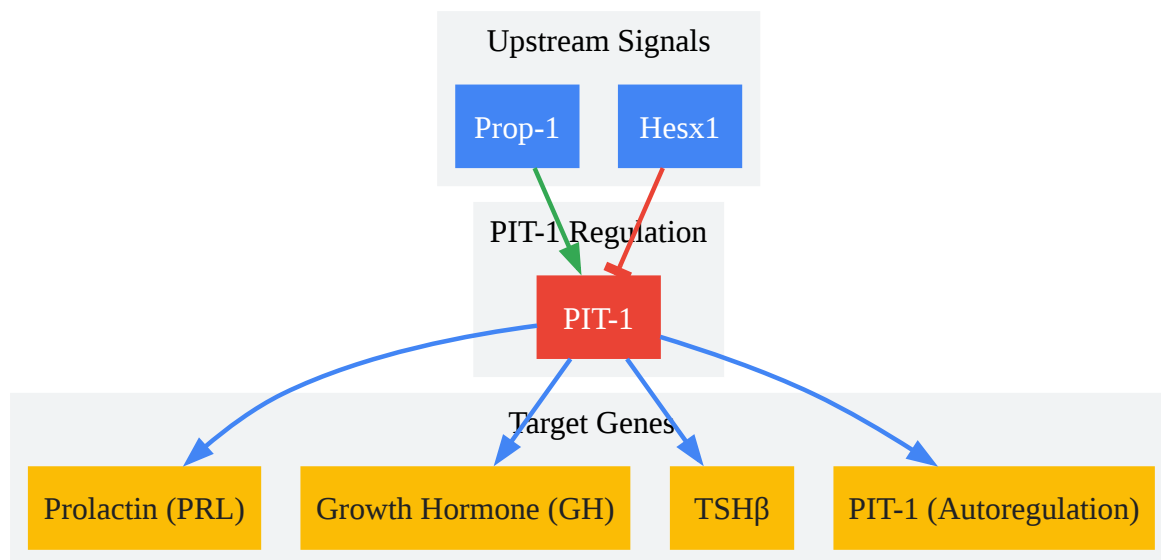 Upstream Signals
Prop-1
Hesx1
PIT-1 Regulation
PIT-1
Target Genes
Prolactin (PRL)
Growth Hormone (GH)
TSHβ
PIT-1 (Autoregulation)